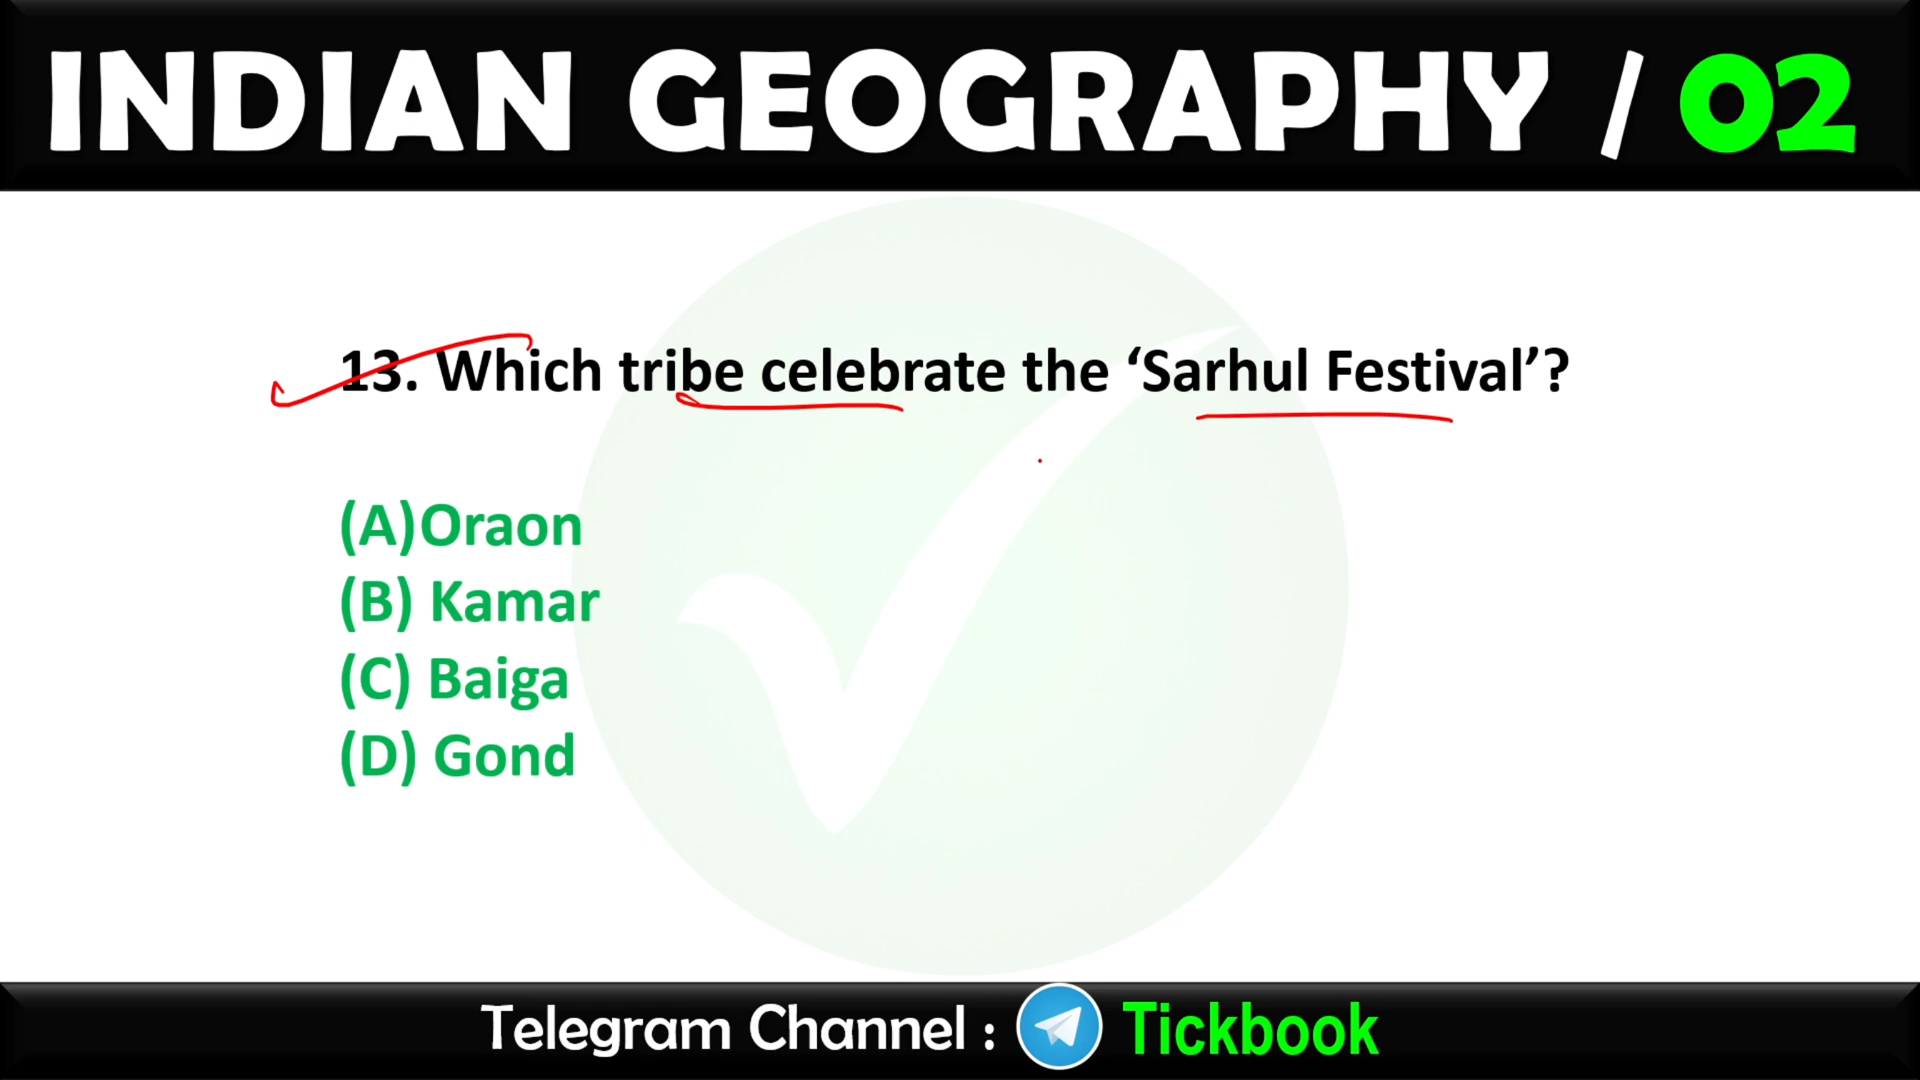 INDIAN GEOGRAPHY / 02
13. Which tribe celebrate the ‘Sarhul Festival’?
(A)Oraon
(B) Kamar
(C) Baiga
(D) Gond
Telegram Channel : Tickbook